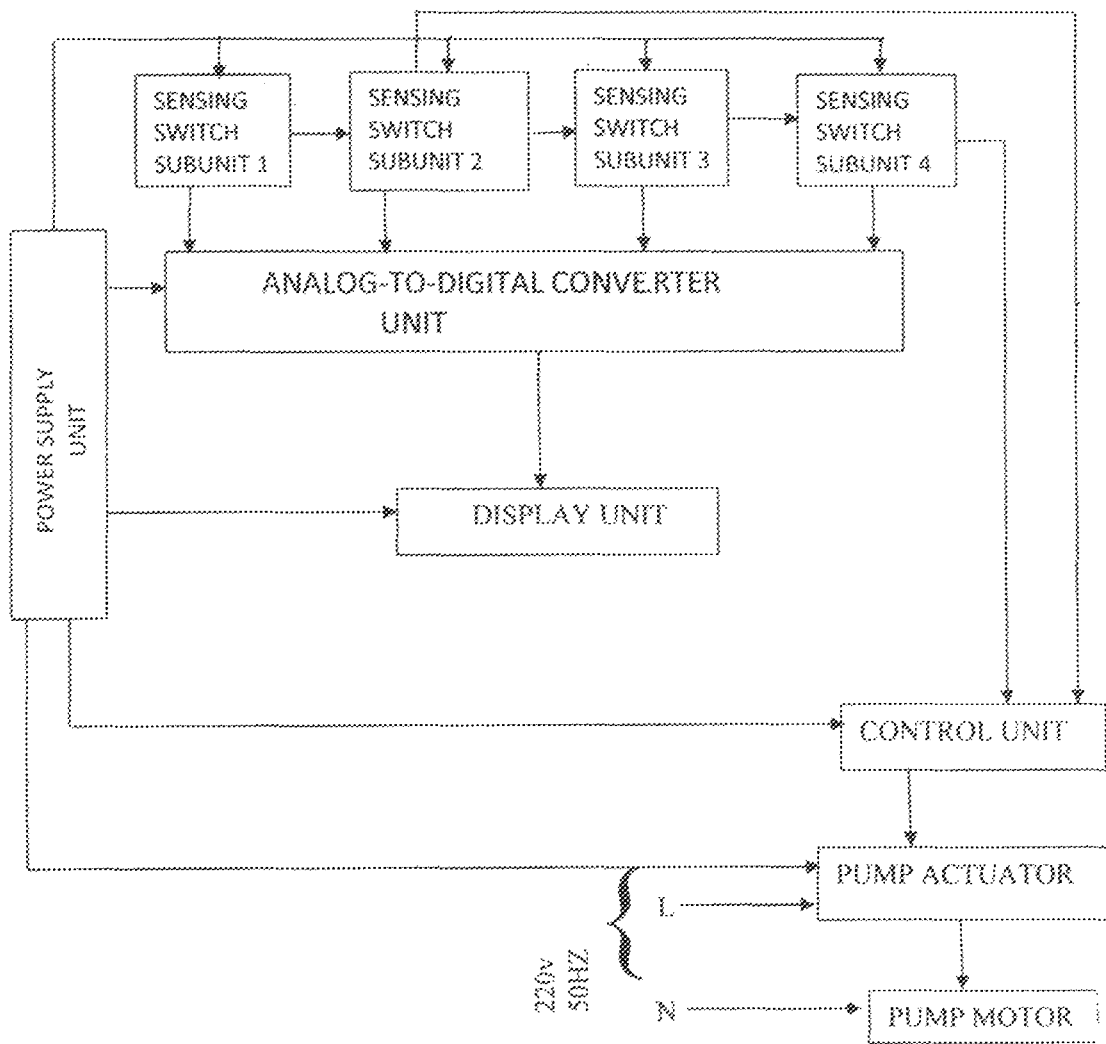 SENSING
SWITCH
SUBUNIT 1
SENSING
SWITCH
SUBUNIT 2
SENSING
SWITCH
SUBUNIT 3
SENSING
SWITCH
SUBUNIT 4
POWER SUPPLY
UNIT
ANALOG-TO-DIGITAL CONVERTER
UNIT
DISPLAY UNIT
CONTROL UNIT
PUMP ACTUATOR
L
220v
50HZ
N
PUMP MOTOR